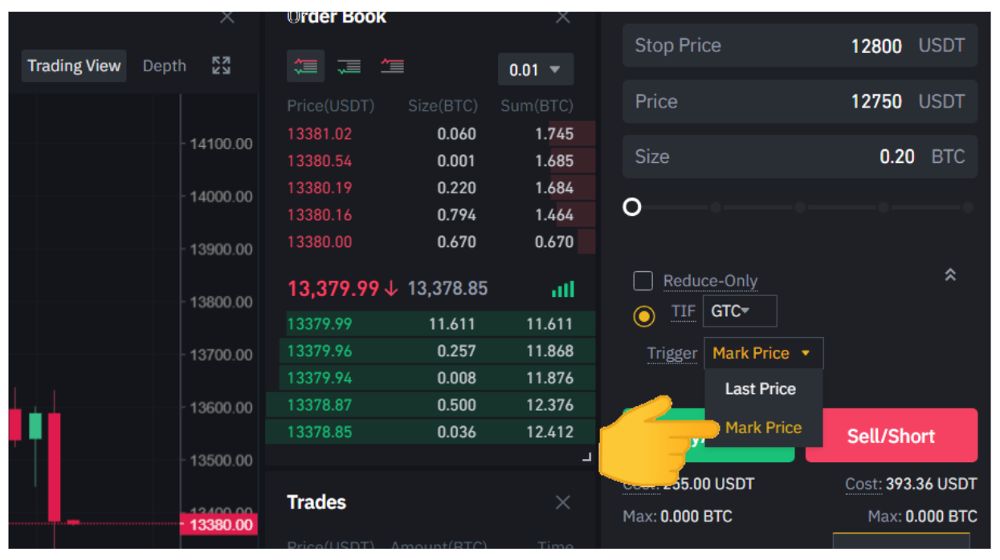 Order Book
Trading View Depth
0.01
Price(USDT) Size(BTC) Sum(BTC)
13381.02 0.060 1.745
13380.54 0.001 1.685
13380.19 0.220 1.684
13380.16 0.794 1.464
13380.00 0.670 0.670
13,379.99 13,378.85
13379.99 11.611 11.611
13379.96 0.257 11.868
13379.94 0.008 11.876
13378.87 0.500 12.376
13378.85 0.036 12.412
Trades
Price(USDT) Amount(BTC) Time
14100.00
14000.00
13900.00
13800.00
13700.00
13600.00
13500.00
13400.00
13380.00
Stop Price 12800 USDT
Price 12750 USDT
Size 0.20 BTC
Reduce-Only
TIF GTC
Trigger Mark Price
Last Price
Mark Price
Sell/Short
Cost: 255.00 USDT Cost: 393.36 USDT
Max: 0.000 BTC Max: 0.000 BTC